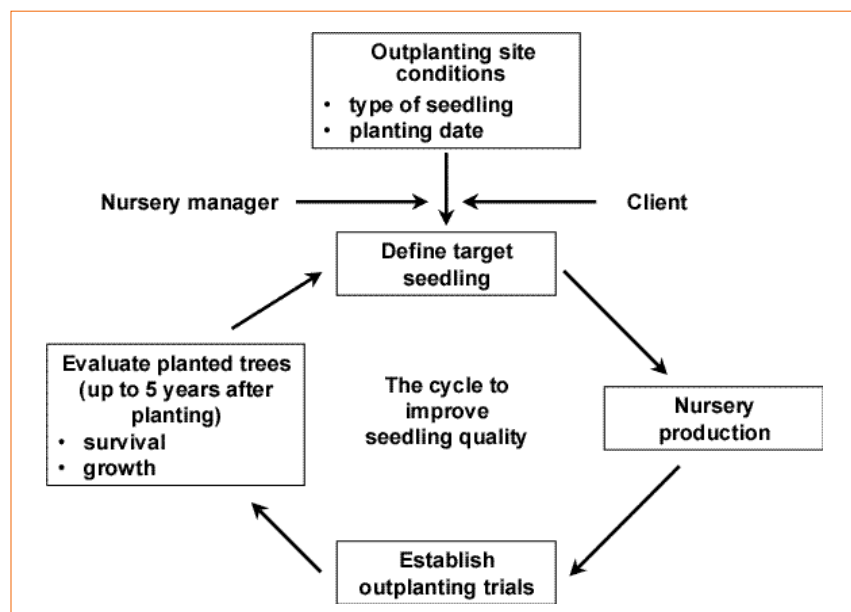 Outplanting site
conditions
• type of seedling
• planting date
Nursery manager
Client
Define target
seedling
Evaluate planted trees
(up to 5 years after
planting)
• survival
• growth
The cycle to
improve
seedling quality
Nursery
production
Establish
outplanting trials